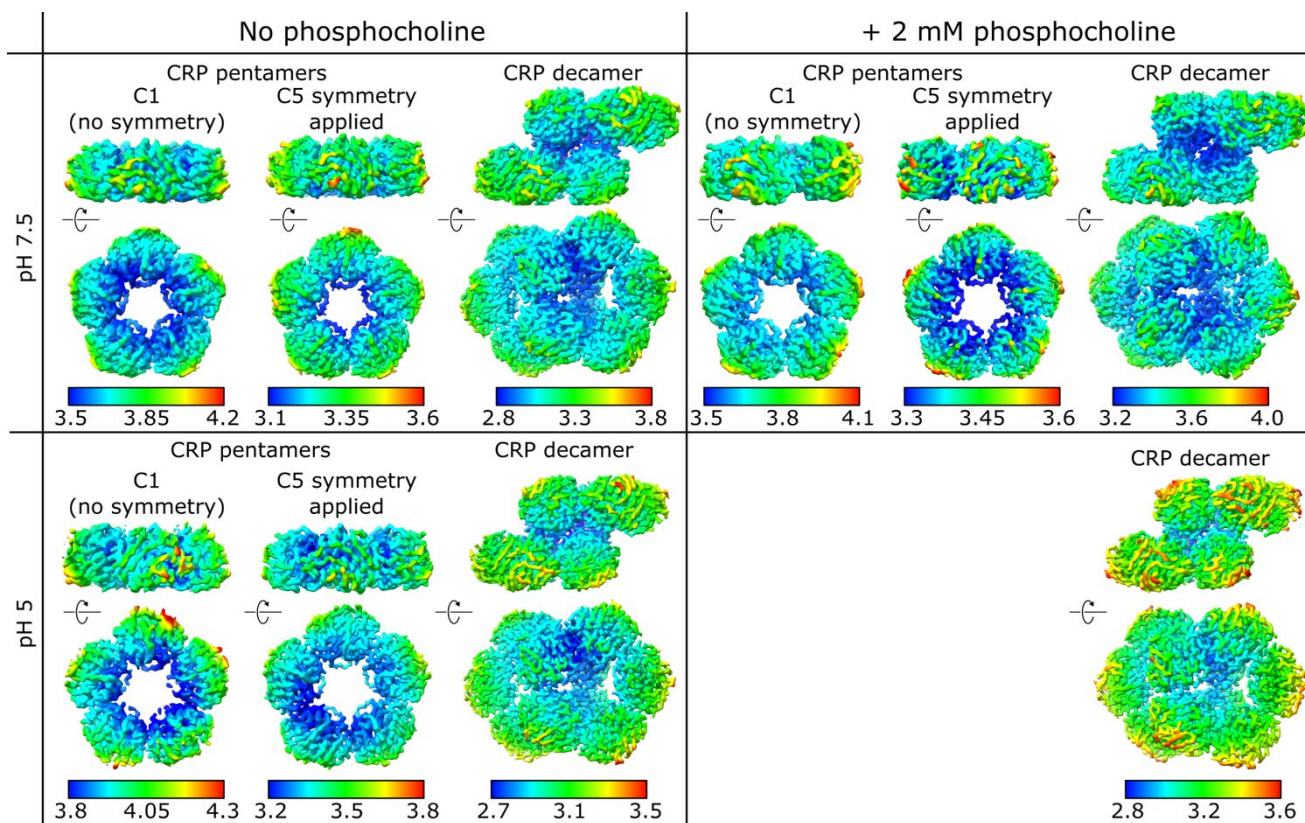 No phosphocholine
+ 2 mM phosphocholine
pH 7.5
CRP pentamers
C1
(no symmetry)
C5 symmetry
applied
CRP decamer
3.5 3.85 4.2
3.1 3.35 3.6
2.8 3.3 3.8
CRP pentamers
C1
(no symmetry)
C5 symmetry
applied
CRP decamer
3.5 3.8 4.1
3.3 3.45 3.6
3.2 3.6 4.0
pH 5
CRP pentamers
C1
(no symmetry)
C5 symmetry
applied
CRP decamer
3.8 4.05 4.3
3.2 3.5 3.8
2.7 3.1 3.5
CRP decamer
2.8 3.2 3.6